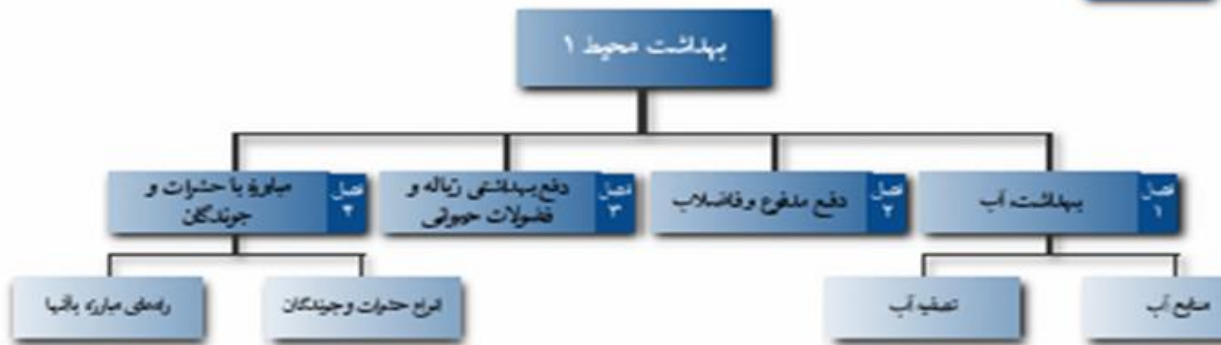 بهداشت محیط ۱
فصل
۱
بهداشت آب
فصل
۲
دفع مدفوع و فاضلاب
فصل
۳
دفع بهداشتی زباله و
فضولات حیوانی
فصل
۴
مبارزه با حشرات و
جوندگان
منابع آب
تصفیه آب
انواع حشرات و جوندگان
راه‌های مبارزه با آنها